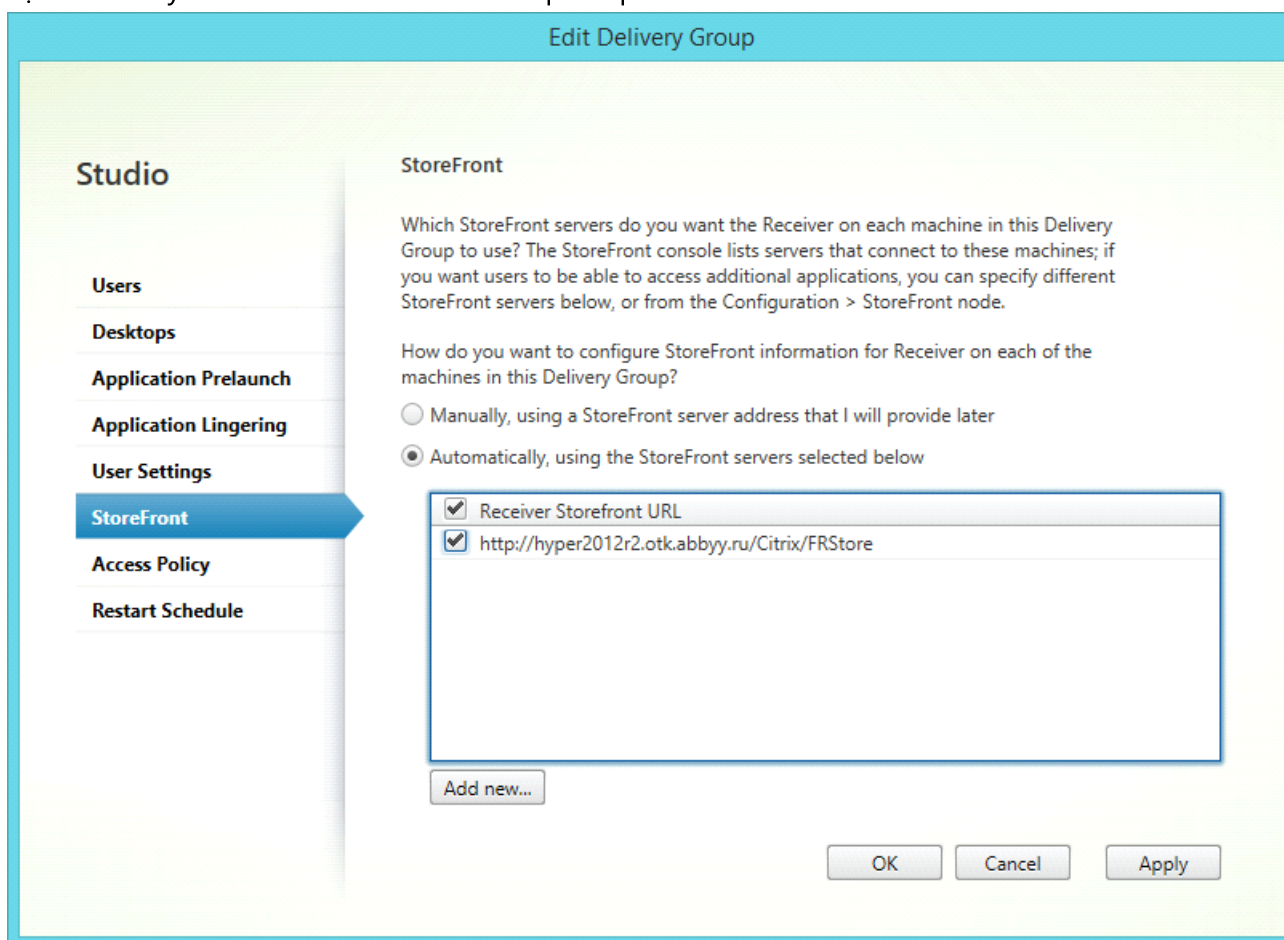 Edit Delivery Group
Studio
Users
Desktops
Application Prelaunch
Application Lingering
User Settings
StoreFront
Access Policy
Restart Schedule
StoreFront
Which StoreFront servers do you want the Receiver on each machine in this Delivery
Group to use? The StoreFront console lists servers that connect to these machines; if
you want users to be able to access additional applications, you can specify different
StoreFront servers below, or from the Configuration > StoreFront node.
How do you want to configure StoreFront information for Receiver on each of the
machines in this Delivery Group?
Manually, using a StoreFront server address that I will provide later
Automatically, using the StoreFront servers selected below
Receiver Storefront URL
http://hyper2012r2.otk.abbyy.ru/Citrix/FRStore
Add new...
OK Cancel Apply